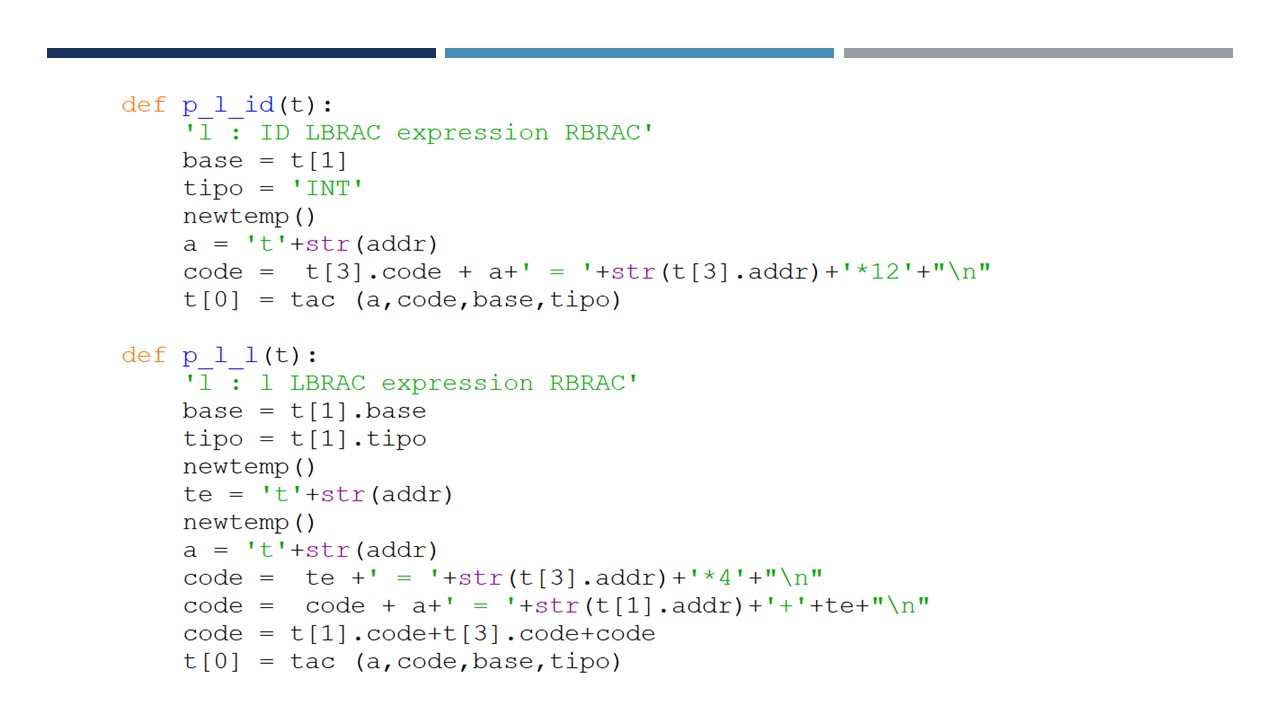 def p_l_id(t):
    'l : ID LBRAC expression RBRAC'
    base = t[1]
    tipo = 'INT'
    newtemp()
    a = 't'+str(addr)
    code =  t[3].code + a+' = '+str(t[3].addr)+'*12'+"\n"
    t[0] = tac (a,code,base,tipo)

def p_l_l(t):
    'l : l LBRAC expression RBRAC'
    base = t[1].base
    tipo = t[1].tipo
    newtemp()
    te = 't'+str(addr)
    newtemp()
    a = 't'+str(addr)
    code =  te +' = '+str(t[3].addr)+'*4'+"\n"
    code =  code + a+' = '+str(t[1].addr)+'+'+te+"\n"
    code = t[1].code+t[3].code+code
    t[0] = tac (a,code,base,tipo)